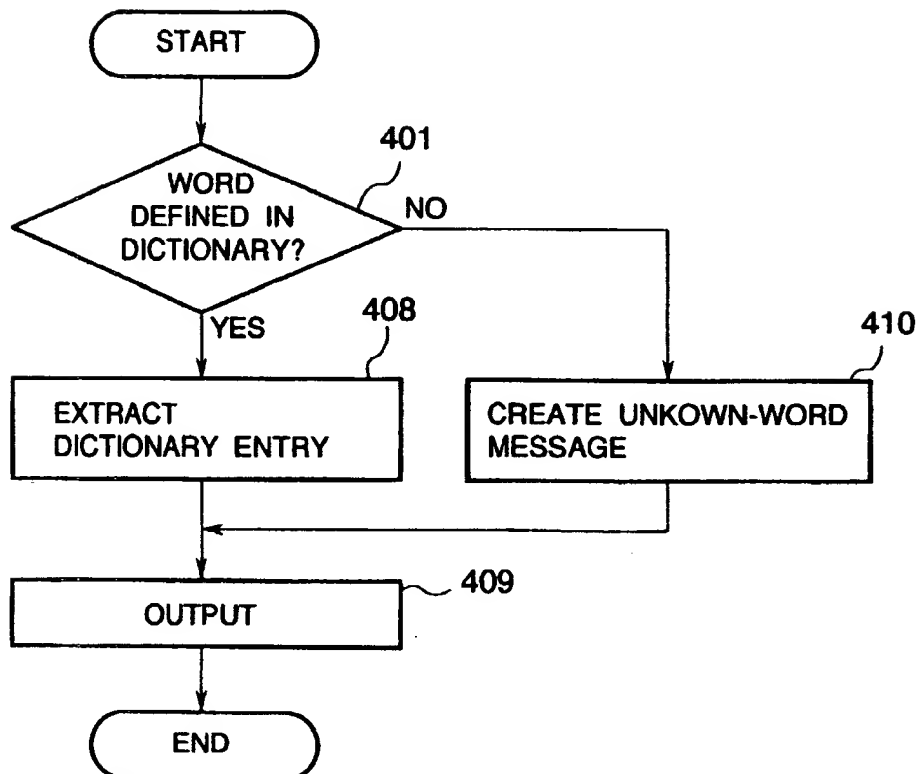 START
401
WORD
DEFINED IN
DICTIONARY?
NO
YES
408
410
EXTRACT
DICTIONARY ENTRY
CREATE UNKOWN-WORD
MESSAGE
409
OUTPUT
END